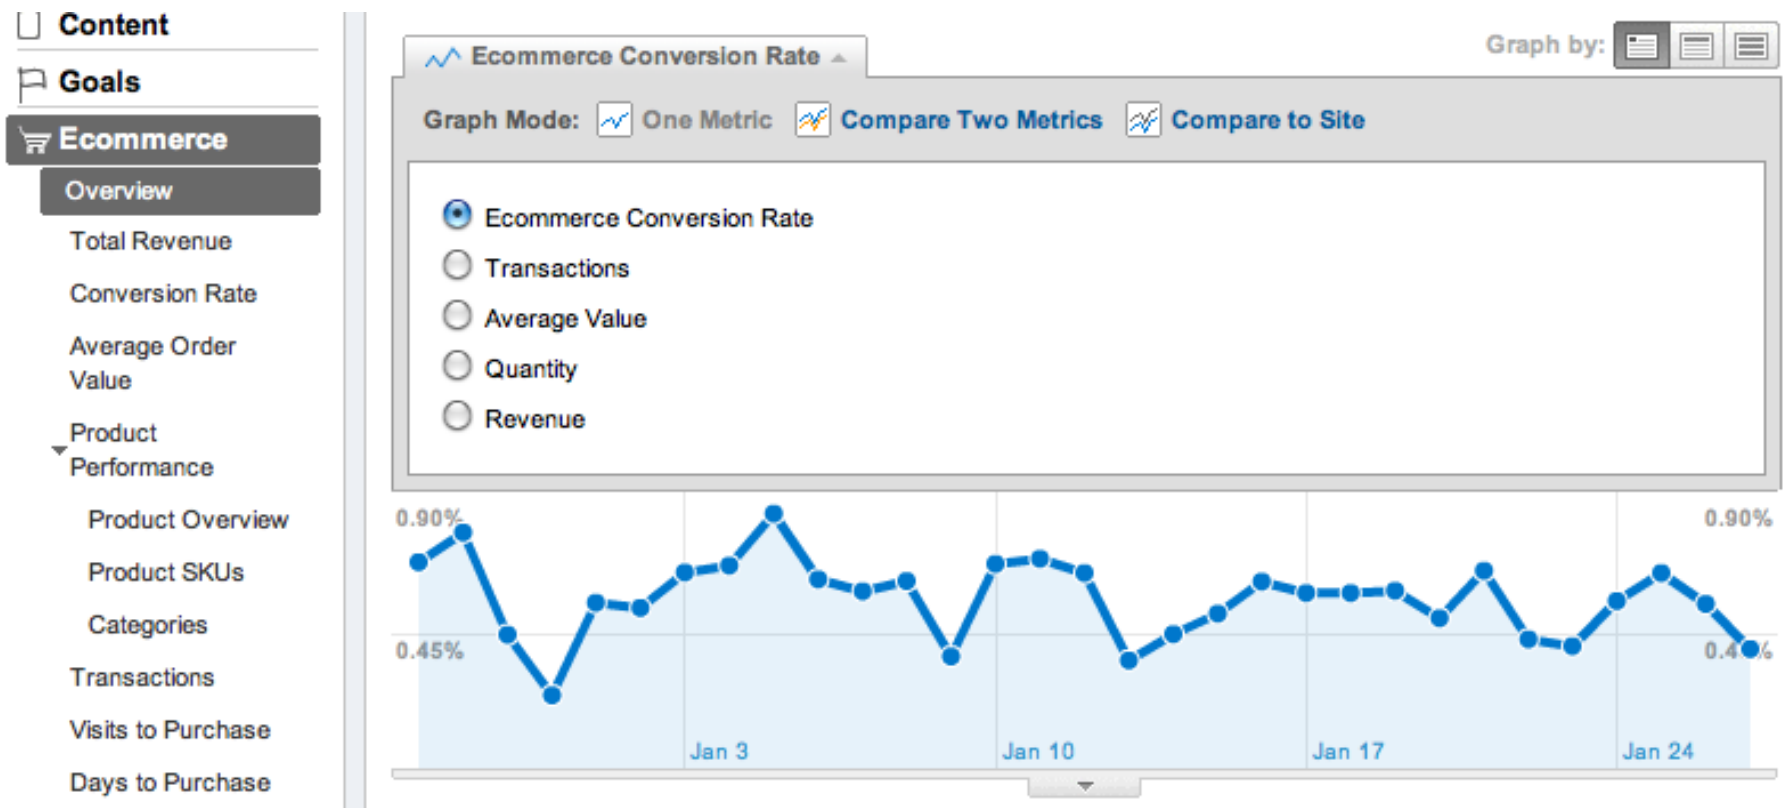 Content
Goals
Ecommerce
Overview
Total Revenue
Conversion Rate
Average Order
Value
Product
Performance
Product Overview
Product SKUs
Categories
Transactions
Visits to Purchase
Days to Purchase
Ecommerce Conversion Rate
Graph by:
Graph Mode: One Metric Compare Two Metrics Compare to Site
Ecommerce Conversion Rate
Transactions
Average Value
Quantity
Revenue
0.90% 0.90%
0.45%
Jan 3 Jan 10 Jan 17 Jan 24